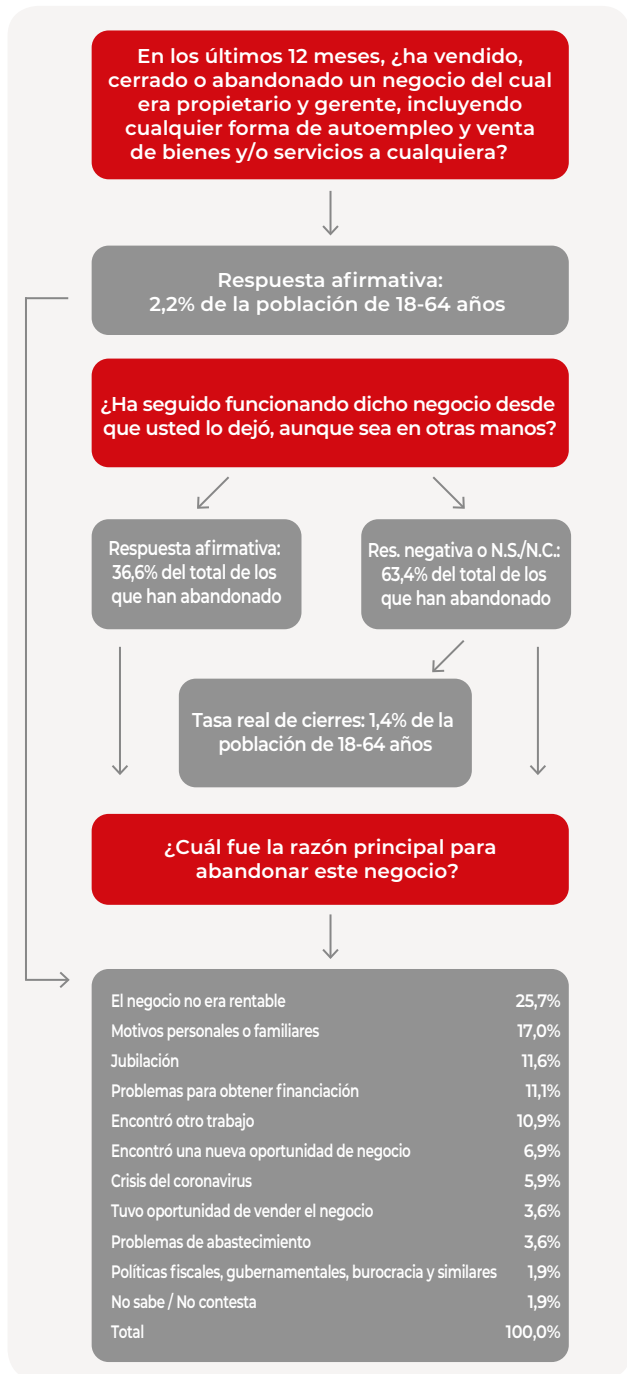 En los últimos 12 meses, ¿ha vendido,
cerrado o abandonado un negocio del cual
era propietario y gerente, incluyendo
cualquier forma de autoempleo y venta
de bienes y/o servicios a cualquiera?
Respuesta afirmativa:
2,2% de la población de 18-64 años
¿Ha seguido funcionando dicho negocio desde
que usted lo dejó, aunque sea en otras manos?
Respuesta afirmativa:
36,6% del total de los
que han abandonado
Res. negativa o N.S./N.C.:
63,4% del total de los
que han abandonado
Tasa real de cierres: 1,4% de la
población de 18-64 años
¿Cuál fue la razón principal para
abandonar este negocio?
El negocio no era rentable 25,7%
Motivos personales o familiares 17,0%
Jubilación 11,6%
Problemas para obtener financiación 11,1%
Encontró otro trabajo 10,9%
Encontró una nueva oportunidad de negocio 6,9%
Crisis del coronavirus 5,9%
Tuvo oportunidad de vender el negocio 3,6%
Problemas de abastecimiento 3,6%
Políticas fiscales, gubernamentales, burocracia y similares 1,9%
No sabe / No contesta 1,9%
Total 100,0%